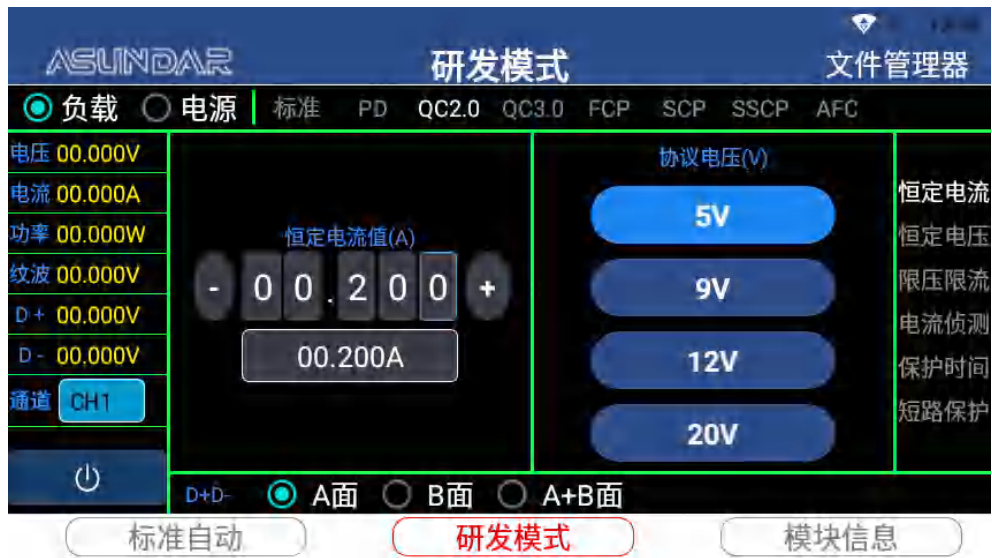 ASUNDAR 研发模式 文件管理器
负载 电源 标准 PD QC2.0 QC3.0 FCP SCP SSCP AFC
电压 00.000V
电流 00.000A
功率 00.000W
纹波 00.000V
D+ 00.000V
D- 00.000V
通道 CH1
恒定电流值(A)
- 0 0 . 2 0 0 +
00.200A
协议电压(V)
5V
9V
12V
20V
恒定电流
恒定电压
限压限流
电流侦测
保护时间
短路保护
D+D- A面 B面 A+B面
标准自动 研发模式 模块信息